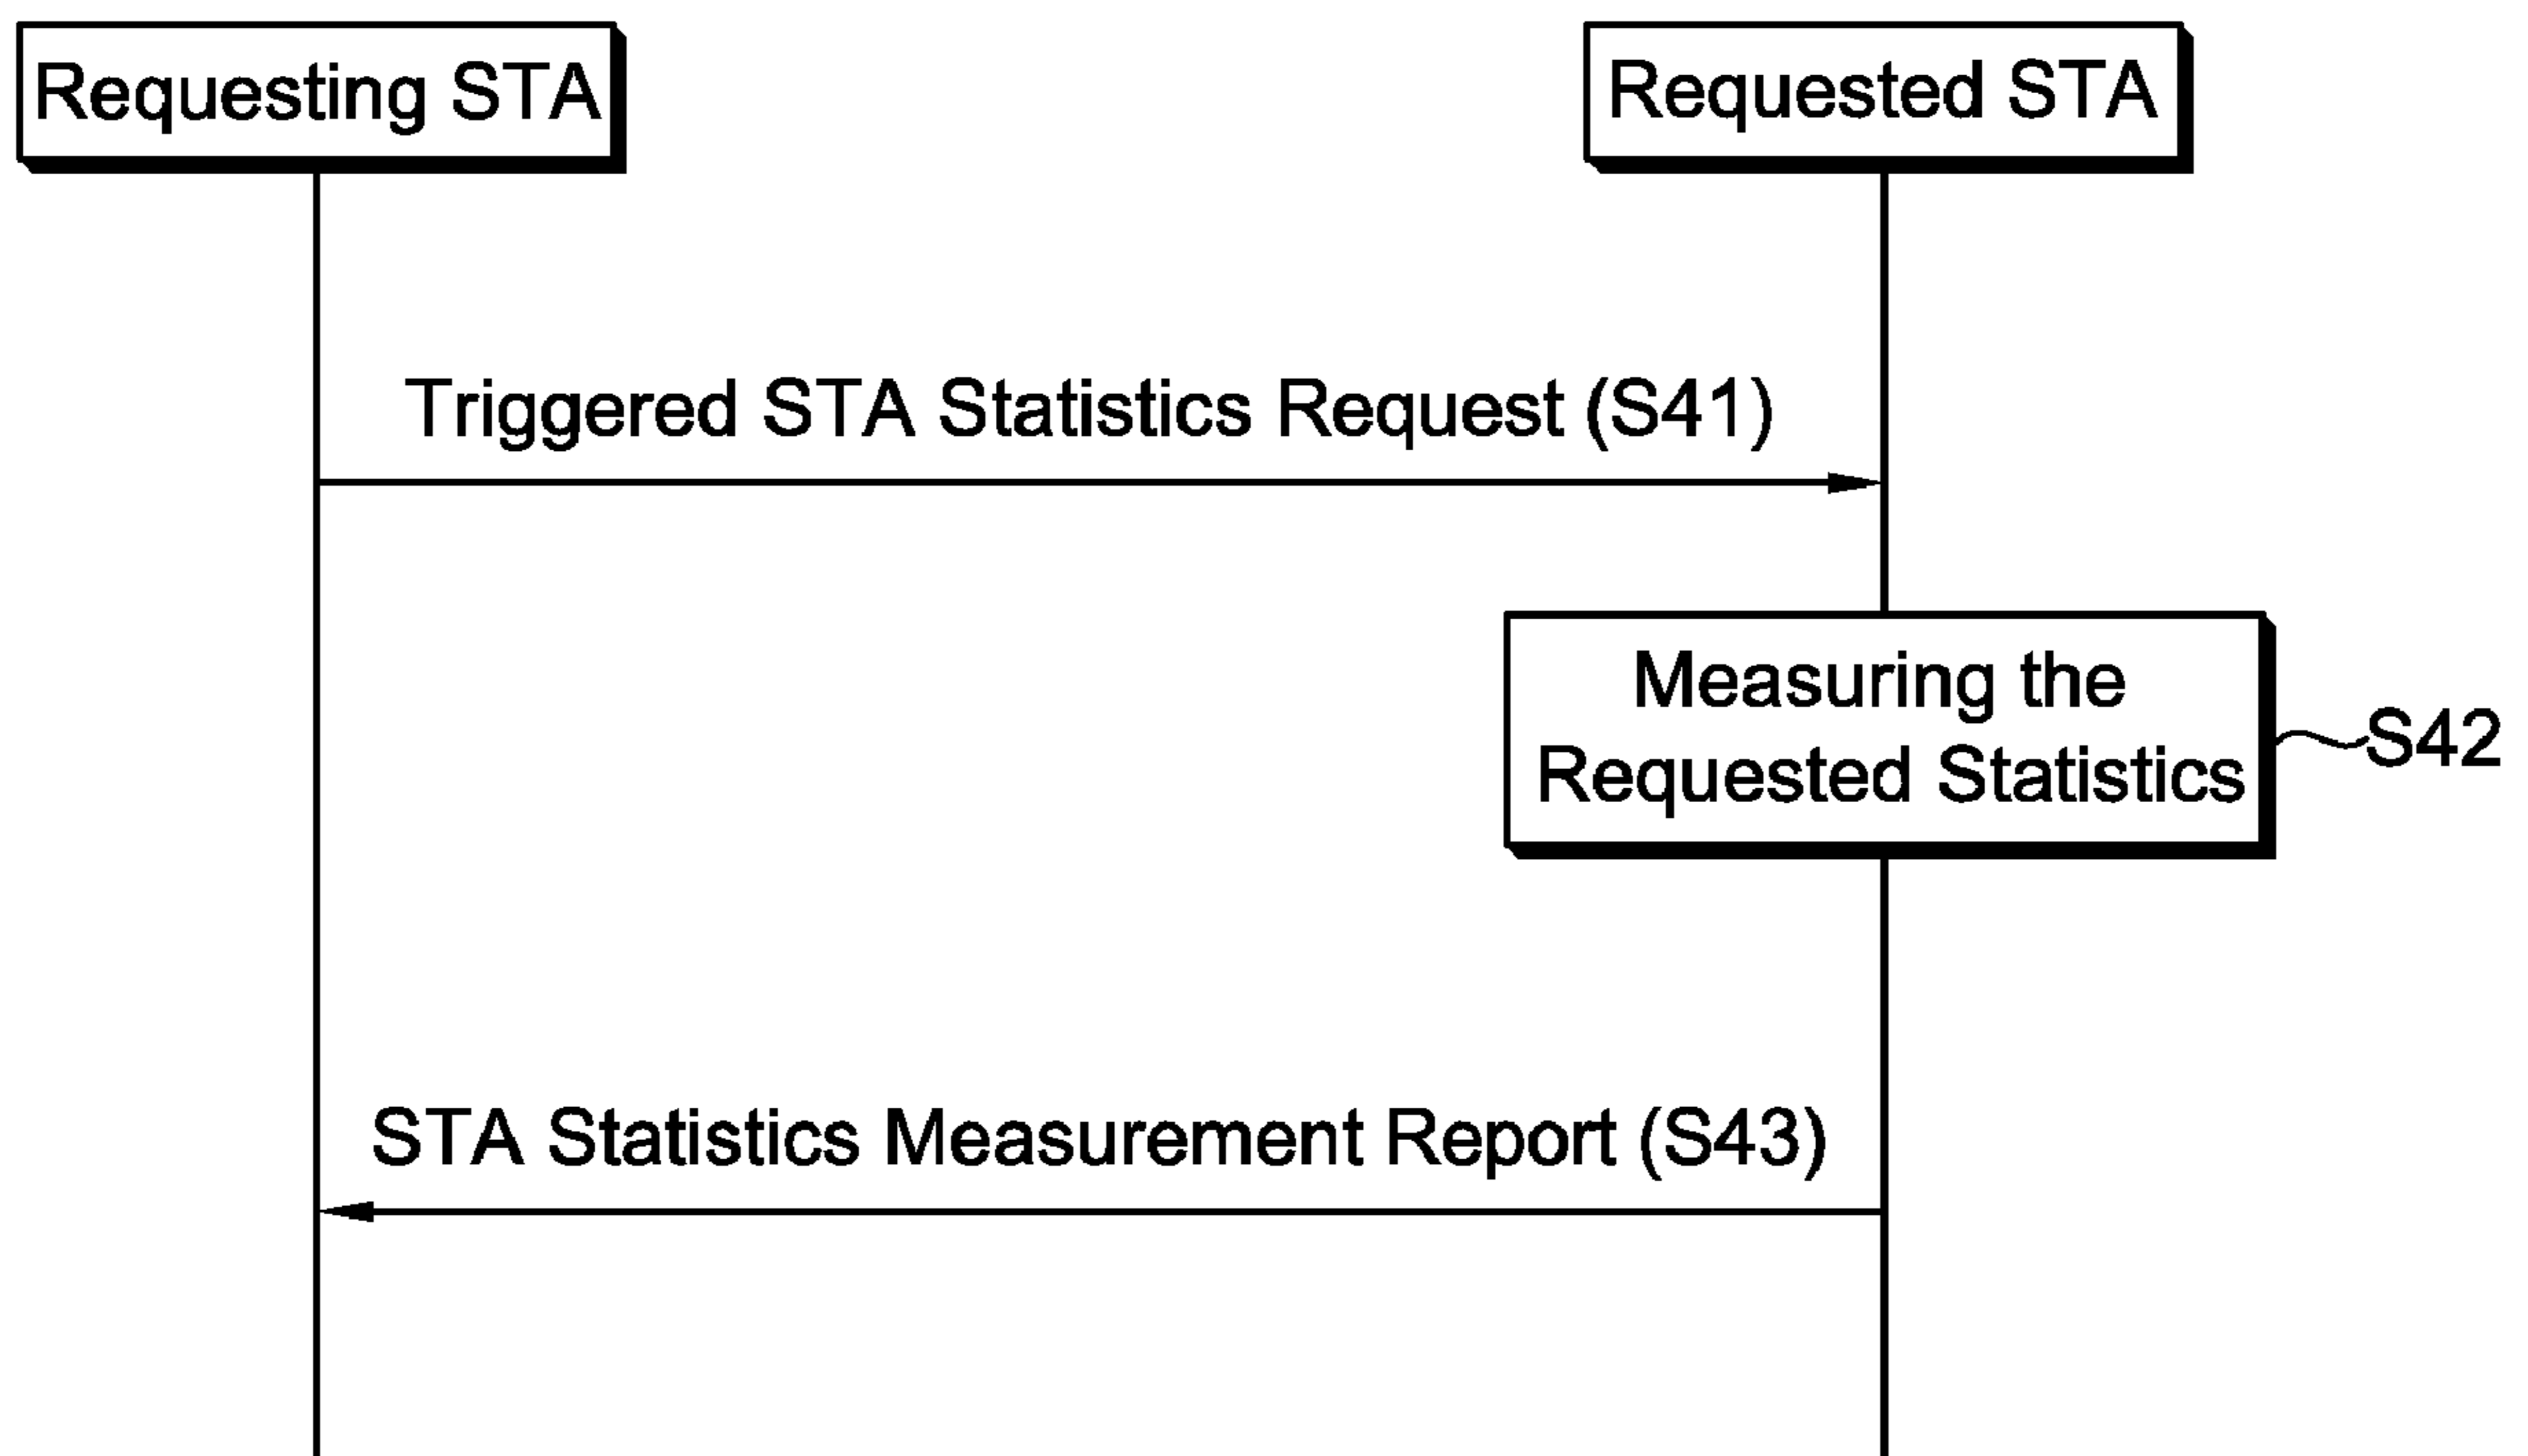 Requesting STA
Requested STA
Triggered STA Statistics Request (S41)
Measuring the
Requested Statistics
S42
STA Statistics Measurement Report (S43)